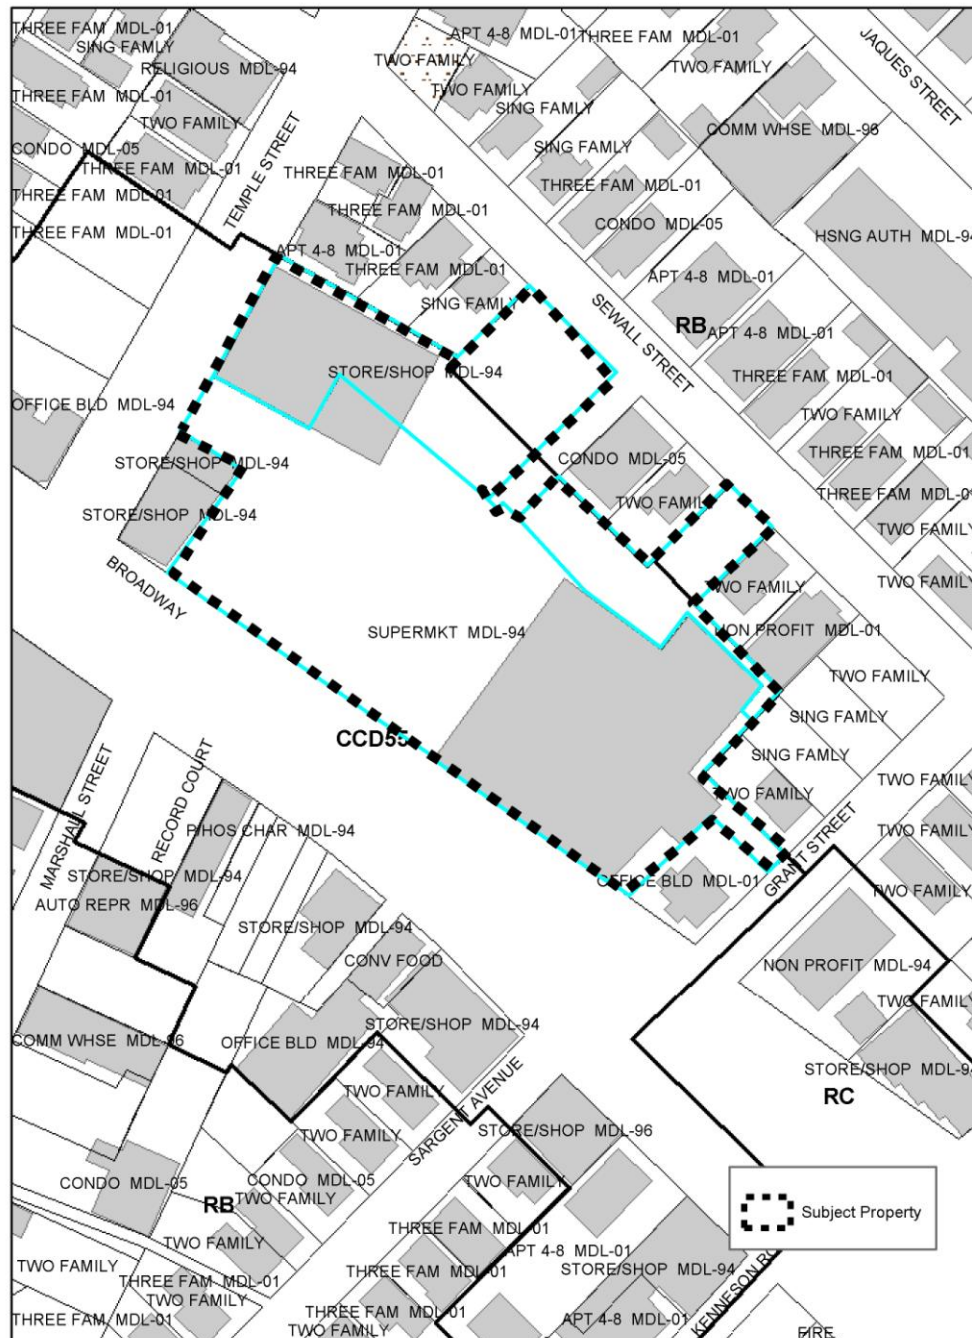 THREE FAM MDL-01
SING FAMLY
APT 4-8 MDL-01
THREE FAM MDL-01
JAQUES STREET
RELIGIOUS MDL-94
TWO FAMILY
TWO FAMILY
THREE FAM MDL-01
TWO FAMILY
TWO FAMILY
SING FAMLY
COMM WHSE MDL-96
CONDO MDL-05
THREE FAM MDL-01
TEMPLE STREET
THREE FAM MDL-01
SING FAMLY
THREE FAM MDL-01
THREE FAM MDL-01
THREE FAM MDL-01
CONDO MDL-05
THREE FAM MDL-01
HSNG AUTH MDL-94
APT 4-8 MDL-01
THREE FAM MDL-01
APT 4-8 MDL-01
SING FAMLY
SEWALL STREET
RB
APT 4-8 MDL-01
STORE/SHOP MDL-94
THREE FAM MDL-01
OFFICE BLD MDL-94
TWO FAMILY
THREE FAM MDL-01
STORE/SHOP MDL-94
CONDO MDL-05
THREE FAM MDL-01
TWO FAMILY
STORE/SHOP MDL-94
TWO FAMILY
BROADWAY
TWO FAMILY
TWO FAMILY
SUPERMKT MDL-94
NON PROFIT MDL-01
TWO FAMILY
SING FAMLY
CCD55
SING FAMLY
MARSHALL STREET
RECORD COURT
TWO FAMILY
TWO FAMILY
P/HOS CHAR MDL-94
TWO FAMILY
STORE/SHOP MDL-94
OFFICE BLD MDL-01
GRANT STREET
TWO FAMILY
AUTO REPR MDL-96
STORE/SHOP MDL-94
CONV FOOD
NON PROFIT MDL-94
TWO FAMILY
STORE/SHOP MDL-94
COMM WHSE MDL-96
OFFICE BLD MDL-94
STORE/SHOP MDL-94
TWO FAMILY
SARGENT AVENUE
RC
TWO FAMILY
STORE/SHOP MDL-96
CONDO MDL-05
CONDO MDL-05
TWO FAMILY
RB
TWO FAMILY
Subject Property
TWO FAMILY
THREE FAM MDL-01
APT 4-8 MDL-01
TWO FAMILY
THREE FAM MDL-01
THREE FAM MDL-01
STORE/SHOP MDL-94
TWO FAMILY
THREE FAM MDL-01
THREE FAM MDL-01
TWO FAMILY
APT 4-8 MDL-01
KENNESON RO
FIRE